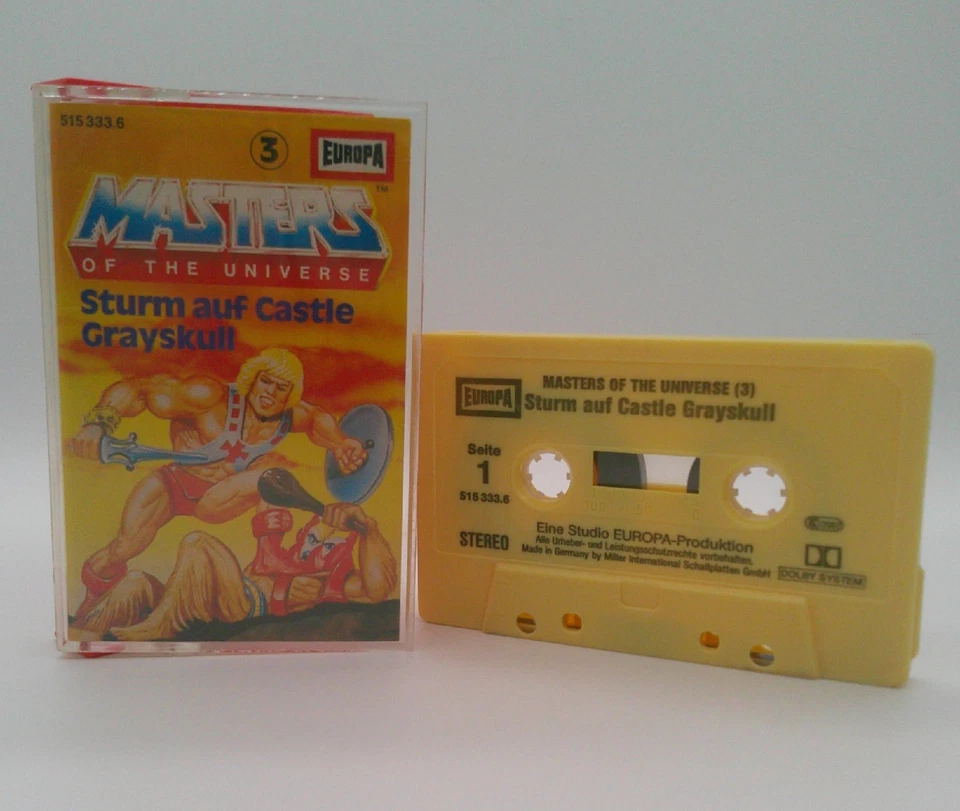 515 333.6
3
EUROPA
MASTERS
TM
OF THE UNIVERSE
Sturm auf Castle
Grayskull
EUROPA
MASTERS OF THE UNIVERSE (3)
Sturm auf Castle Grayskull
Seite
1
515 333.6
STEREO
Eine Studio EUROPA-Produktion
Alle Urheber- und Leistungsschutzrechte vorbehalten.
Made in Germany by Miller International Schallplatten GmbH
DOLBY SYSTEM